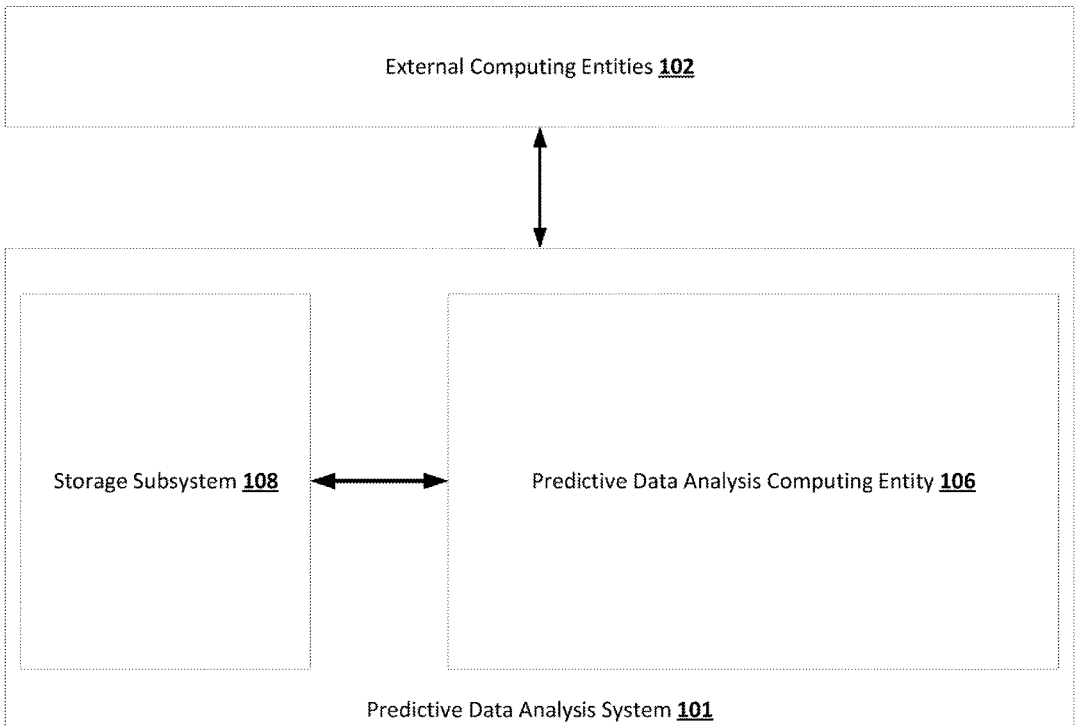 External Computing Entities 102
Storage Subsystem 108
Predictive Data Analysis Computing Entity 106
Predictive Data Analysis System 101